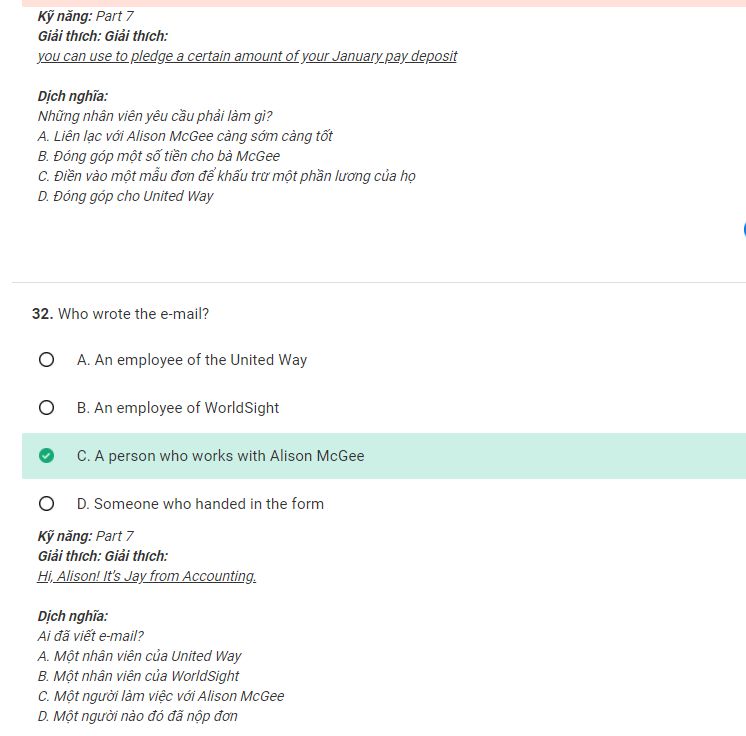 Kỹ năng: Part 7
Giải thích: Giải thích:
you can use to pledge a certain amount of your January pay deposit
Dịch nghĩa:
Những nhân viên yêu cầu phải làm gì?
A. Liên lạc với Alison McGee càng sớm càng tốt
B. Đóng góp một số tiền cho bà McGee
C. Điền vào một mẫu đơn để khấu trừ một phần lương của họ
D. Đóng góp cho United Way
32. Who wrote the e-mail?
A. An employee of the United Way
B. An employee of WorldSight
C. A person who works with Alison McGee
D. Someone who handed in the form
Kỹ năng: Part 7
Giải thích: Giải thích:
Hi, Alison! It's Jay from Accounting.
Dịch nghĩa:
Ai đã viết e-mail?
A. Một nhân viên của United Way
B. Một nhân viên của WorldSight
C. Một người làm việc với Alison McGee
D. Một người nào đó đã nộp đơn